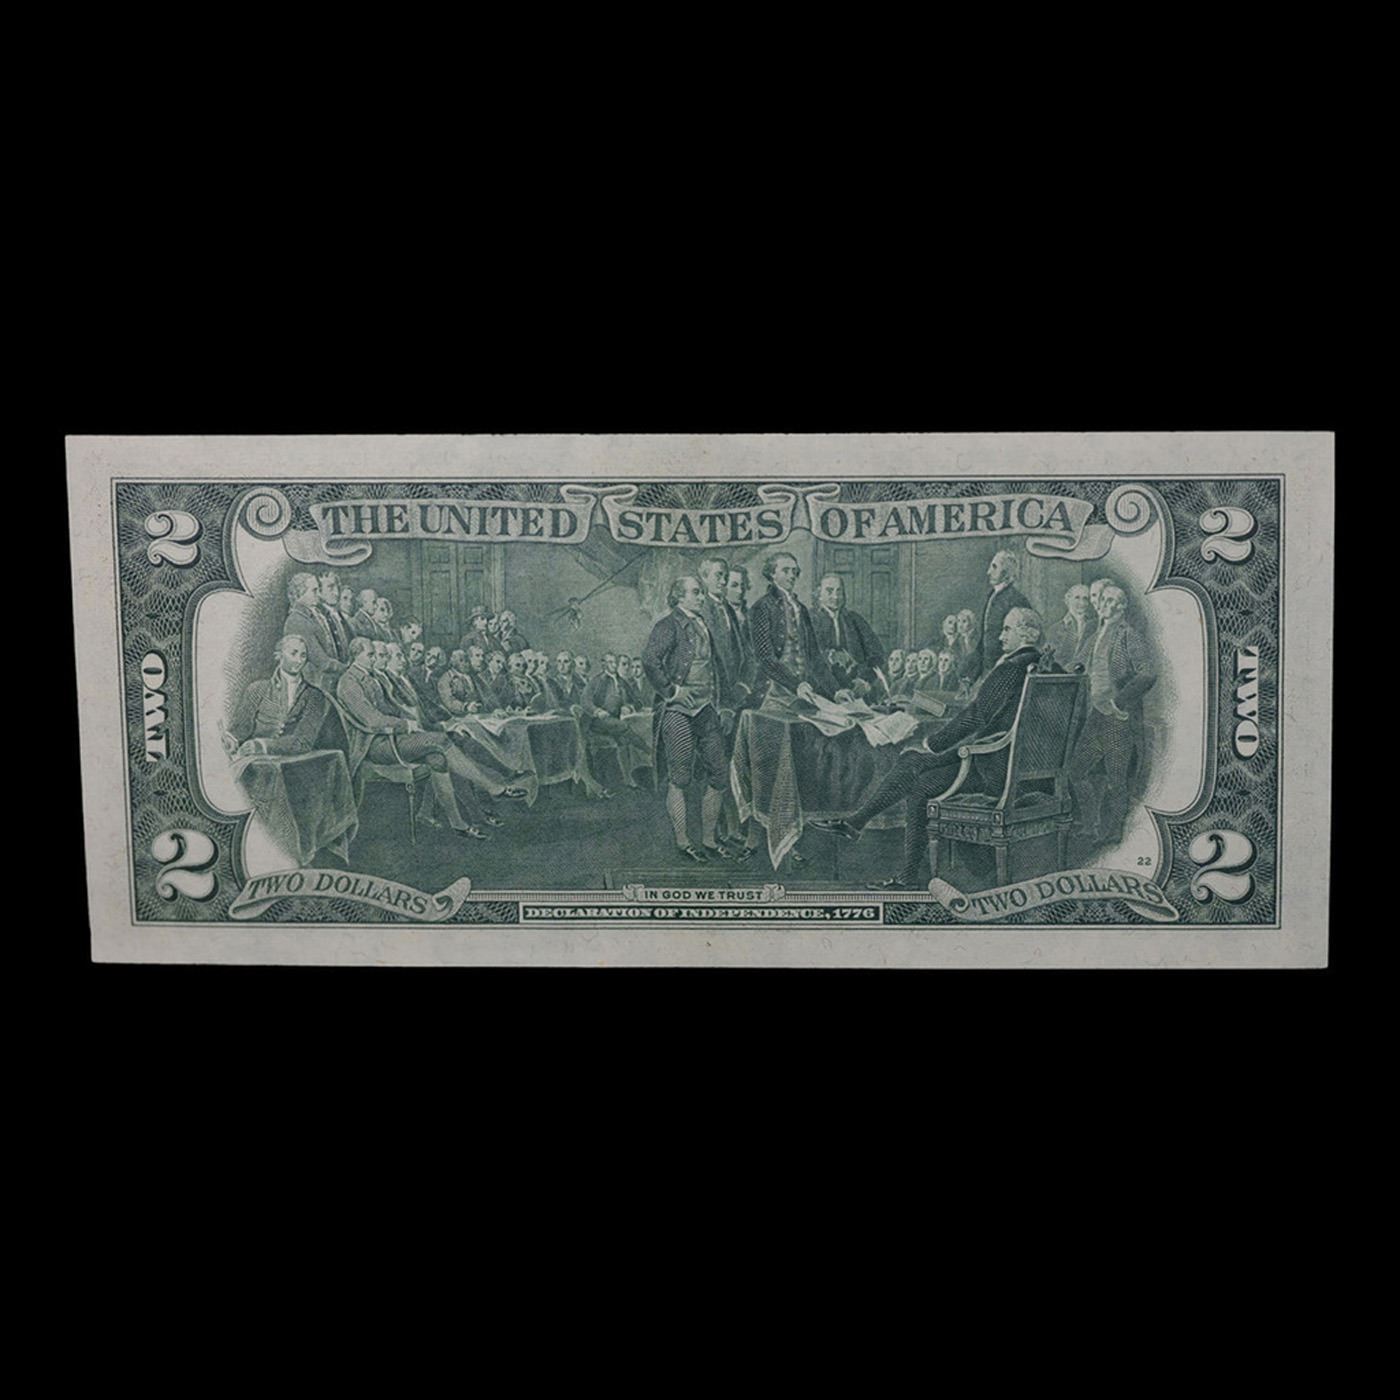 THE UNITED STATES OF AMERICA
2
2
TWO
TWO
22
2
2
TWO DOLLARS
TWO DOLLARS
IN GOD WE TRUST
DECLARATION OF INDEPENDENCE, 1776